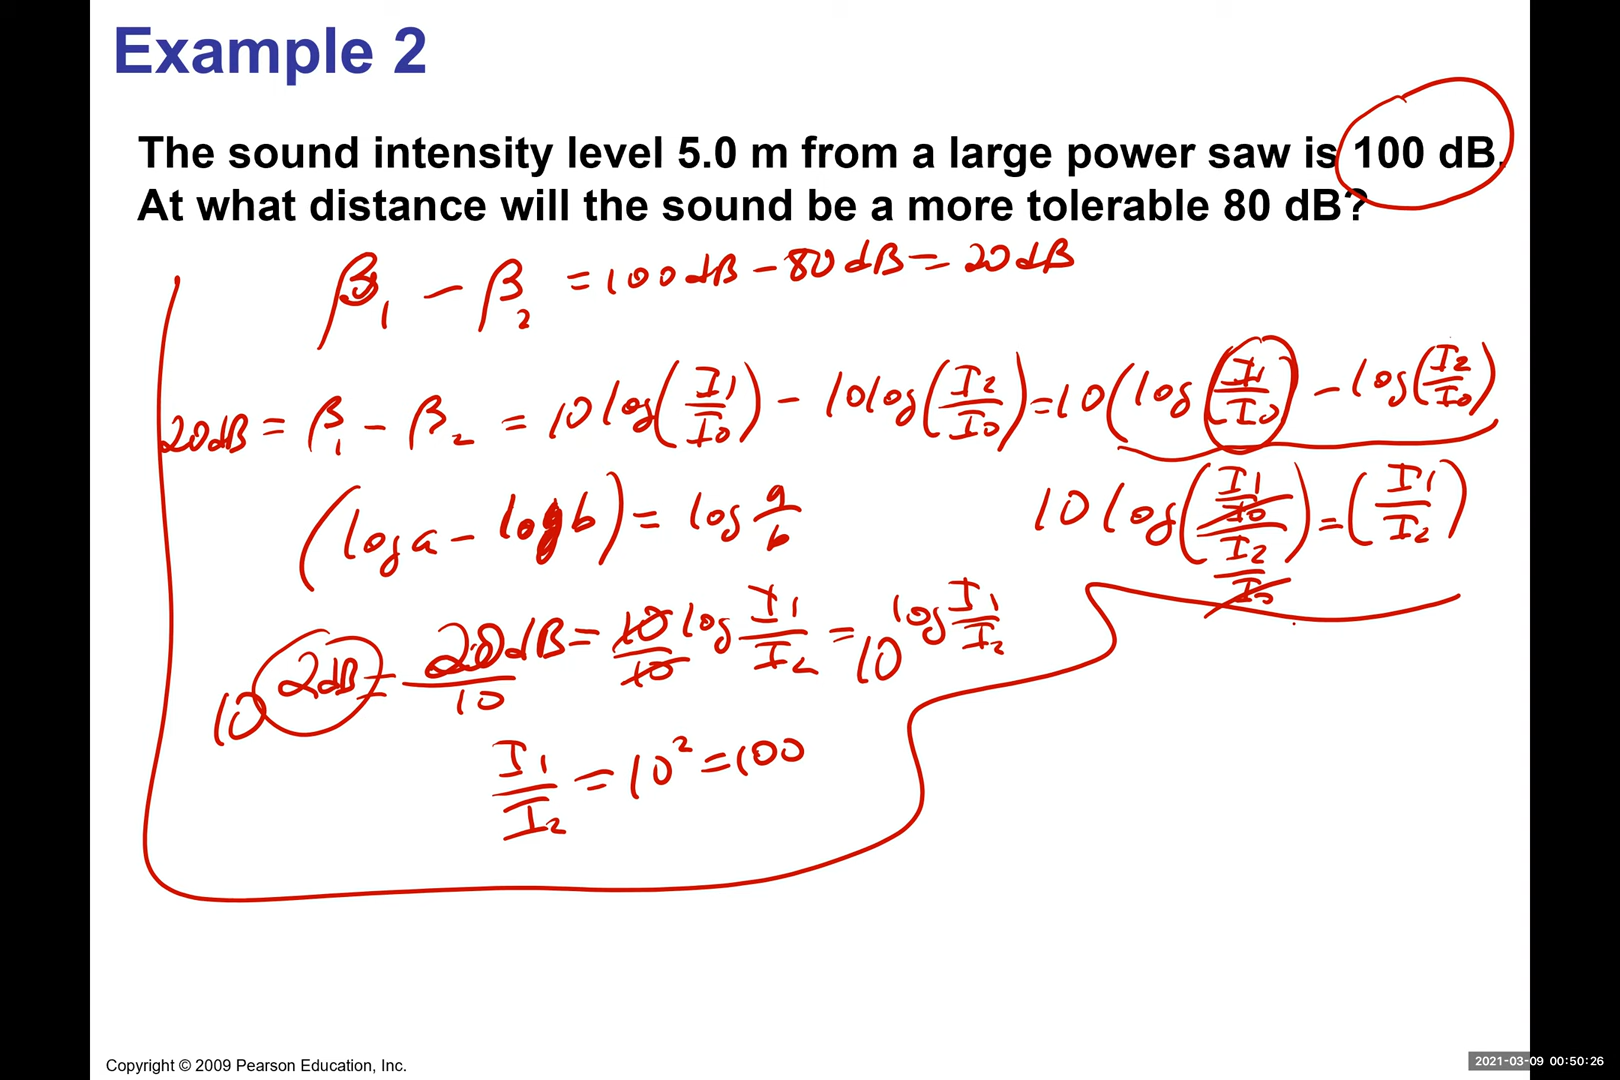 Example 2
The sound intensity level 5.0 m from a large power saw is 100 dB.
At what distance will the sound be a more tolerable 80 dB?
β₁ - β₂ = 100 dB - 80 dB = 20 dB
20 dB = β₁ - β₂ = 10 log(I₁/I₀) - 10 log(I₂/I₀) = 10 (log(I₁/I₀) - log(I₂/I₀))
(log a - log b) = log a/b
10 log((I₁/I₀)/(I₂/I₀)) = (I₁/I₂)
10 2dB = 20 dB/10 = 10/10 log I₁/I₂ = 10^(log I₁/I₂)
I₁/I₂ = 10² = 100
Copyright © 2009 Pearson Education, Inc.
2021-03-09 00:50:26